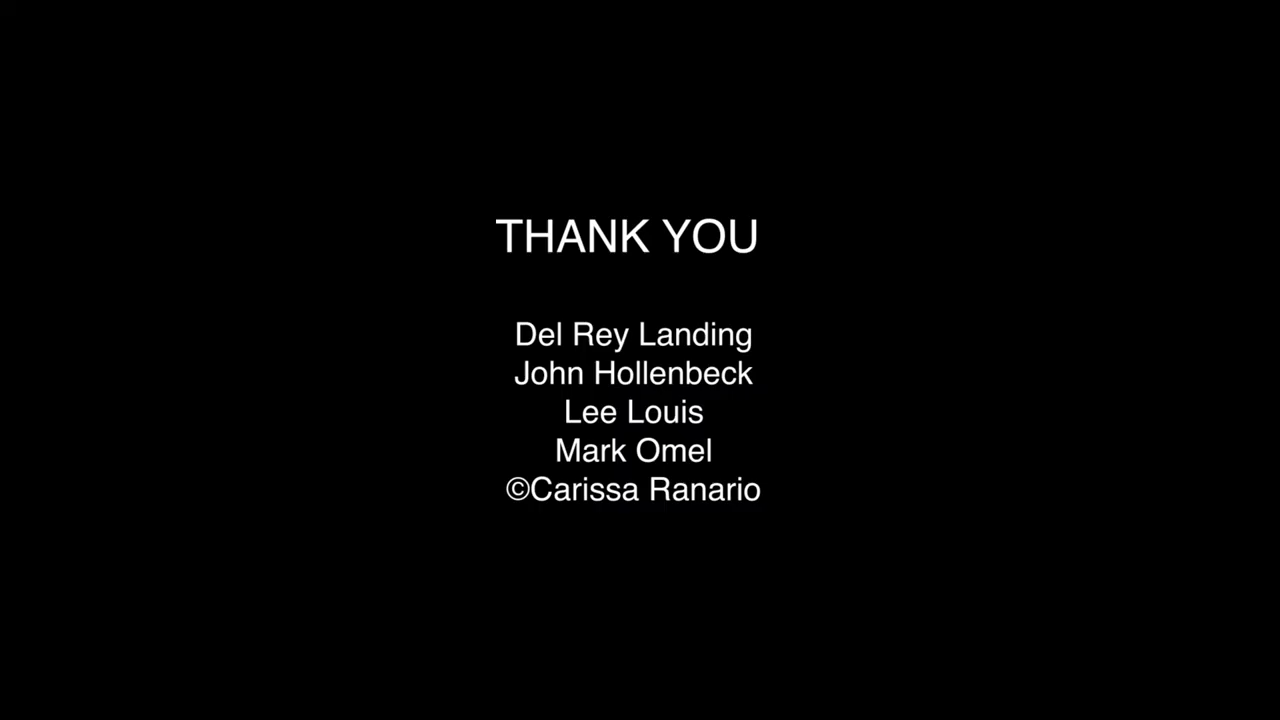 THANK YOU
Del Rey Landing
John Hollenbeck
Lee Louis
Mark Omel
©Carissa Ranario